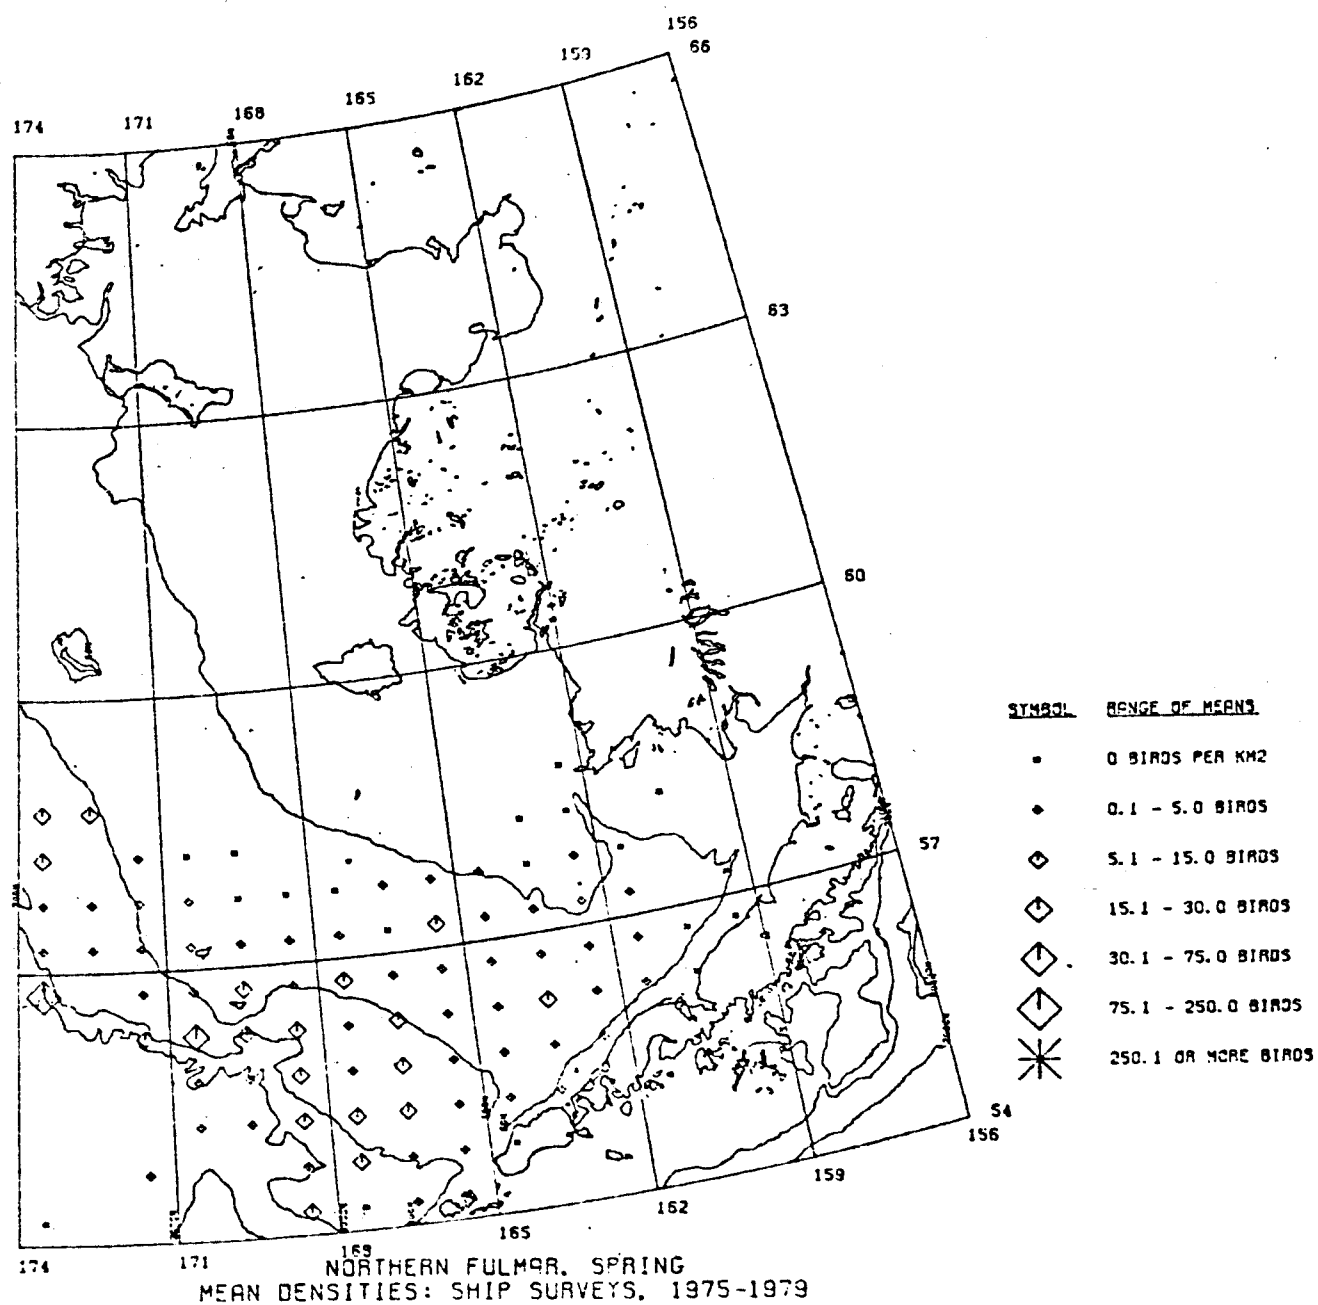 156
66
159
162
165
168
171
174
63
60
SYMBOL RANGE OF MEANS
0 BIRDS PER KM2
0.1 - 5.0 BIRDS
5.1 - 15.0 BIRDS
15.1 - 30.0 BIRDS
30.1 - 75.0 BIRDS
75.1 - 250.0 BIRDS
250.1 OR MORE BIRDS
57
54
156
159
162
165
168
171
174
NORTHERN FULMAR, SPRING
MEAN DENSITIES: SHIP SURVEYS, 1975-1979